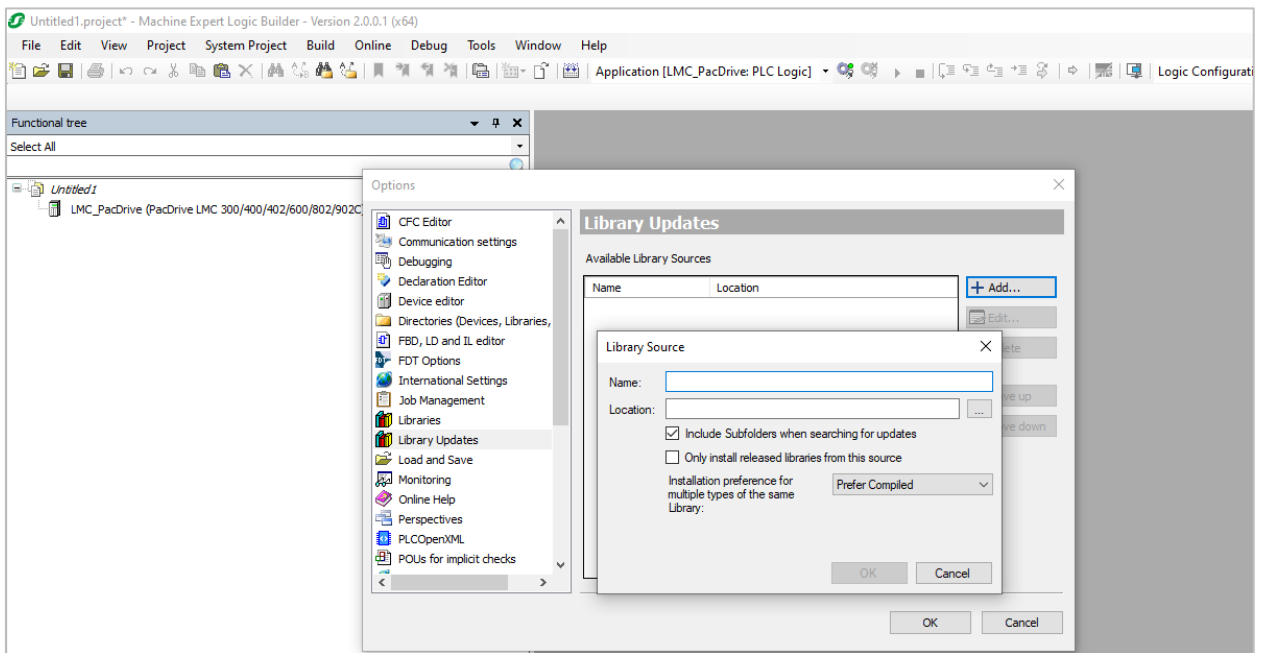 Untitled1.project* - Machine Expert Logic Builder - Version 2.0.0.1 (x64)
File Edit View Project System Project Build Online Debug Tools Window Help
Application [LMC_PacDrive: PLC Logic] Logic Configurati
Functional tree
Select All
Untitled1
LMC_PacDrive (PacDrive LMC 300/400/402/600/802/902C
Options
CFC Editor
Communication settings
Debugging
Declaration Editor
Device editor
Directories (Devices, Libraries,
FBD, LD and IL editor
FDT Options
International Settings
Job Management
Libraries
Library Updates
Load and Save
Monitoring
Online Help
Perspectives
PLCOpenXML
POUs for implicit checks
Library Updates
Available Library Sources
Name Location
Add...
Edit...
lete
ve up
ve down
Library Source
Name:
Location:
...
Include Subfolders when searching for updates
Only install released libraries from this source
Installation preference for
multiple types of the same
Library:
Prefer Compiled
OK Cancel
OK Cancel